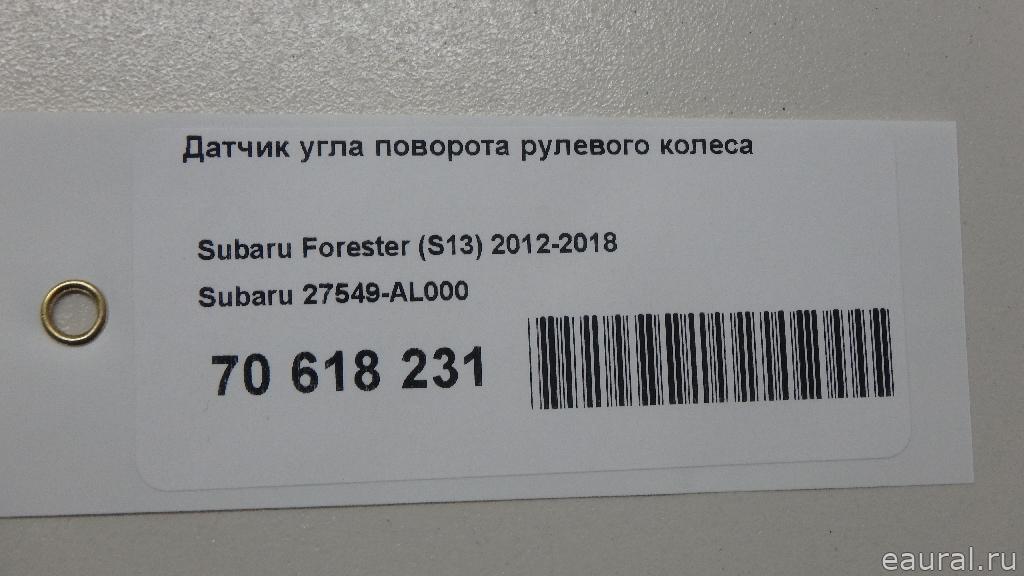 Датчик угла поворота рулевого колеса
Subaru Forester (S13) 2012-2018
Subaru 27549-AL000
70 618 231
eaural.ru